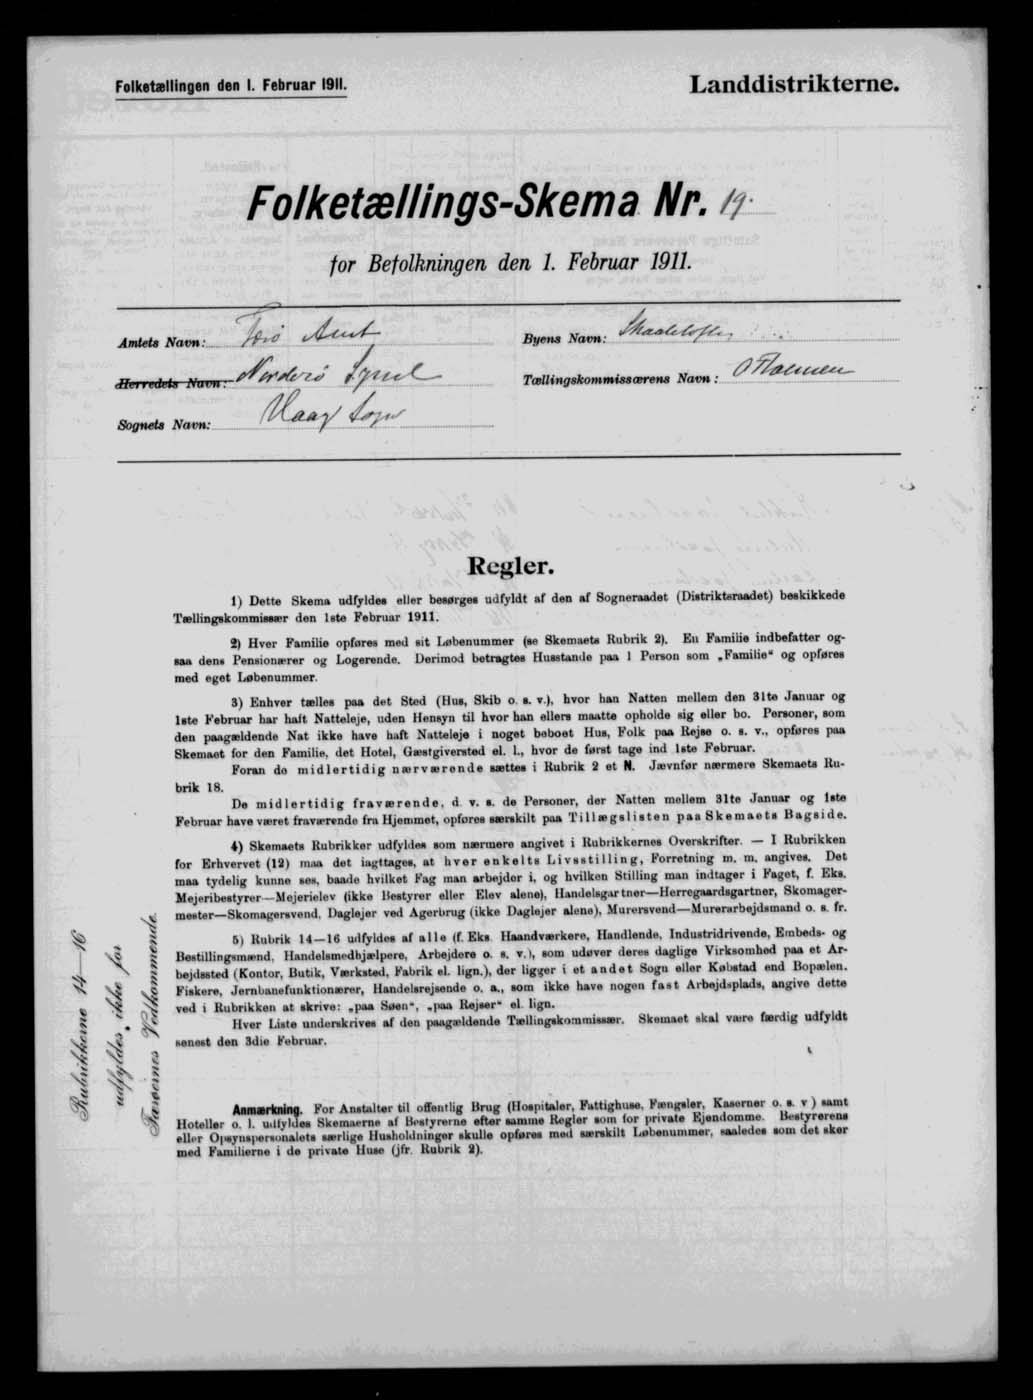 Folketællingen den 1. Februar 1911.
Landdistrikterne.
Folketællings-Skema Nr. 19.
for Befolkningen den 1. Februar 1911.
Amtets Navn: Færø Amt
Herredets Navn: Norderø Syssel
Sognets Navn: Vaag Sogn
Byens Navn:
Tællingskommissærens Navn:
Regler.
1) Dette Skema udfyldes eller besørges udfyldt af den af Sogneraadet (Distriktsraadet) beskikkede
Tællingskommissær den 1ste Februar 1911.
2) Hver Familie opføres med sit Løbenummer (se Skemaets Rubrik 2). En Familie indbefatter og-
saa dens Pensionærer og Logerende. Derimod betragtes Husstande paa 1 Person som „Familie“ og opføres
med eget Løbenummer.
3) Enhver tælles paa det Sted (Hus, Skib o. s. v.), hvor han Natten mellem den 31te Januar og
1ste Februar har haft Natteleje, uden Hensyn til hvor han ellers maatte opholde sig eller bo. Personer, som
den paagældende Nat ikke have haft Natteleje i noget beboet Hus, Folk paa Rejse o. s. v., opføres paa
Skemaet for den Familie, det Hotel, Gæstgiversted el. l., hvor de først tage ind 1ste Februar.
Foran de midlertidig nærværende sættes i Rubrik 2 et N. Jævnfør nærmere Skemaets Ru-
brik 18.
De midlertidig fraværende, d. v. s. de Personer, der Natten mellem 31te Januar og 1ste
Februar have været fraværende fra Hjemmet, opføres særskilt paa Tillægslisten paa Skemaets Bagside.
4) Skemaets Rubrikker udfyldes som nærmere angivet i Rubrikkernes Overskrifter. — I Rubrikken
for Erhvervet (12) maa det iagttages, at hver enkelts Livsstilling, Forretning m. m. angives. Det
maa tydelig kunne ses, baade hvilket Fag man arbejder i, og hvilken Stilling man indtager i Faget, f. Eks.
Mejeribestyrer—Mejerielev (ikke Bestyrer eller Elev alene), Handelsgartner—Herregaardsgartner, Skomager-
mester—Skomagersvend, Daglejer ved Agerbrug (ikke Daglejer alene), Murersvend—Murerarbejdsmand o. s. fr.
5) Rubrik 14—16 udfyldes af alle (f. Eks. Haandværkere, Handlende, Industridrivende, Embeds- og
Bestillingsmænd, Handelsmedhjælpere, Arbejdere o. s. v.), som udøver deres daglige Virksomhed paa et Ar-
bejdssted (Kontor, Butik, Værksted, Fabrik el. lign.), der ligger i et andet Sogn eller Købstad end Bopælen.
Fiskere, Jernbanefunktionærer, Handelsrejsende o. a., som ikke have nogen fast Arbejdsplads, angive dette
ved i Rubrikken at skrive: „paa Søen“, „paa Rejser“ el. lign.
Hver Liste underskrives af den paagældende Tællingskommissær. Skemaet skal være færdig udfyldt
senest den 3die Februar.
Rubrikkerne 14—16
udfyldes ikke for
Færøernes Vedkommende.
Anmærkning. For Anstalter til offentlig Brug (Hospitaler, Fattighuse, Fængsler, Kaserner o. s. v) samt
Hoteller o. l. udfyldes Skemaerne af Bestyrerne efter samme Regler som for private Ejendomme. Bestyrerens
eller Opsynspersonalets særlige Husholdninger skulle opføres med særskilt Løbenummer, saaledes som det sker
med Familierne i de private Huse (jfr. Rubrik 2).